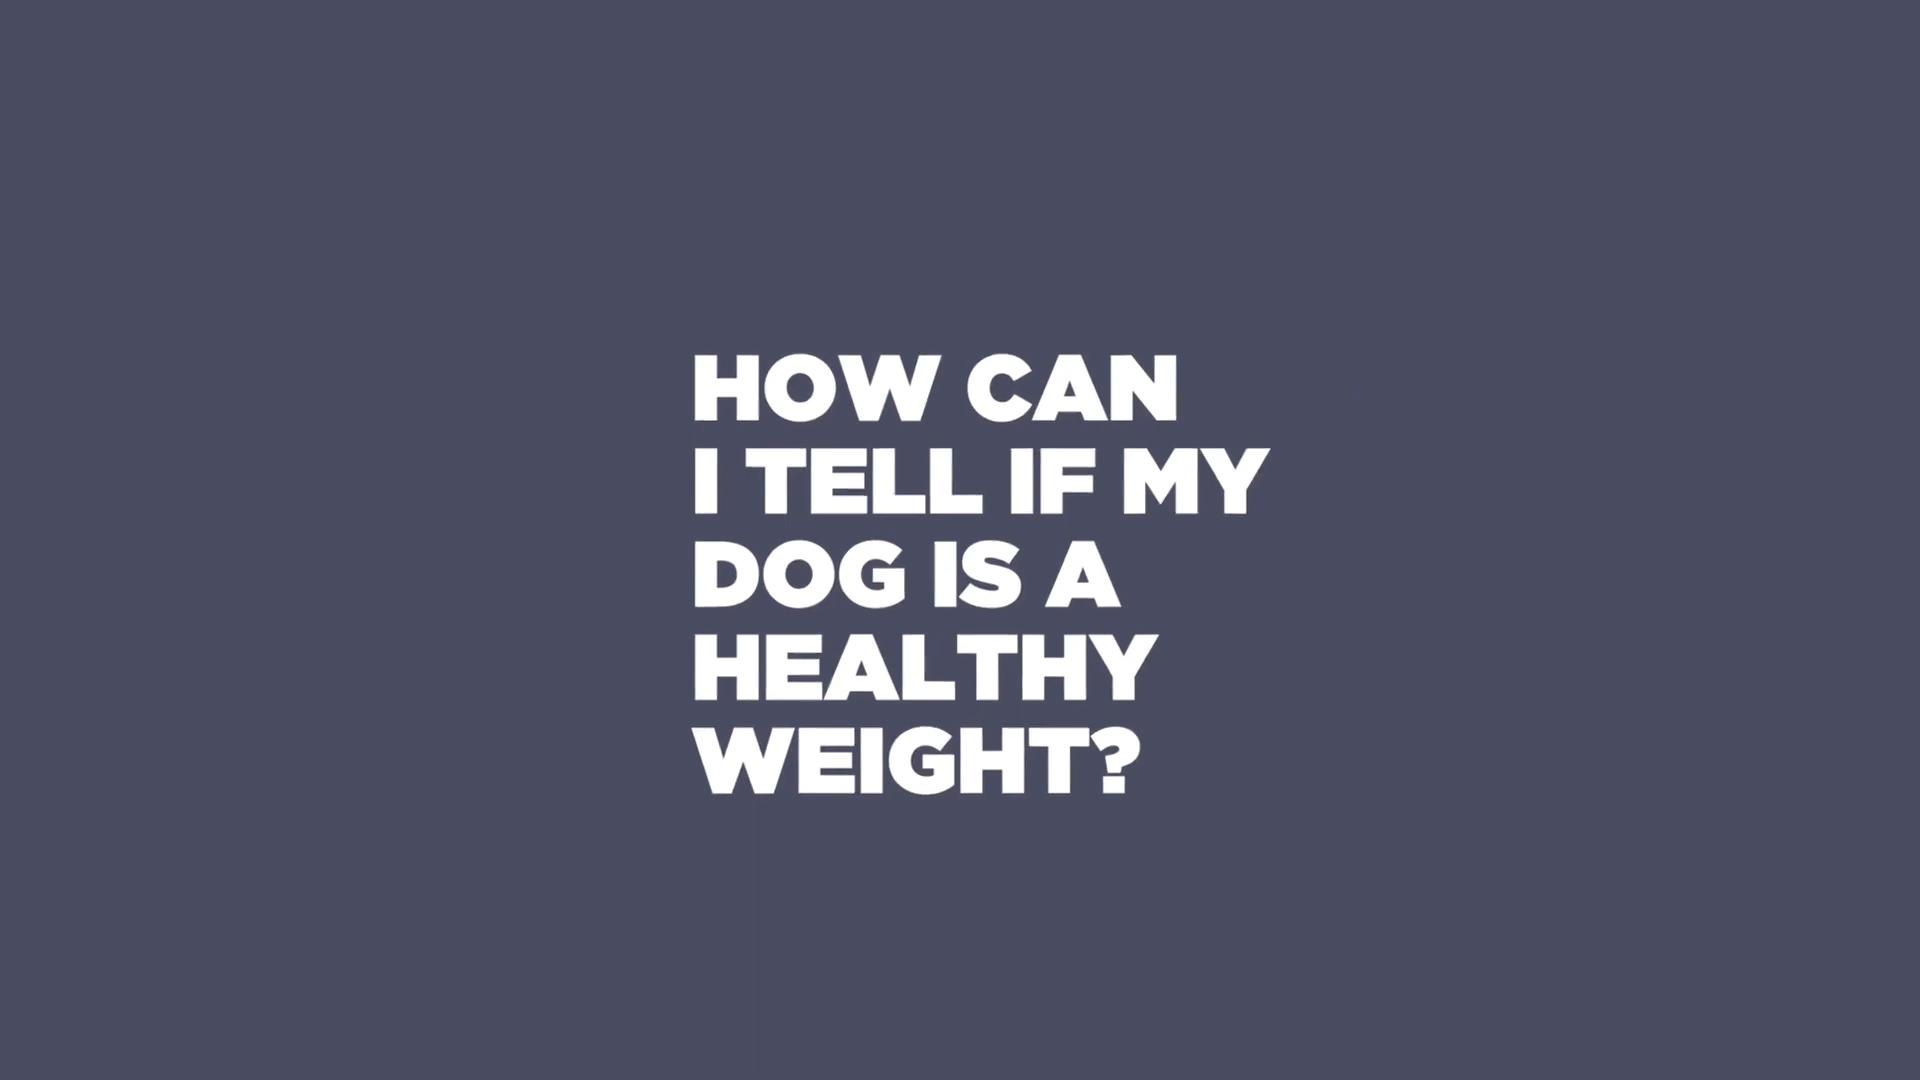 HOW CAN
I TELL IF MY
DOG IS A
HEALTHY
WEIGHT?